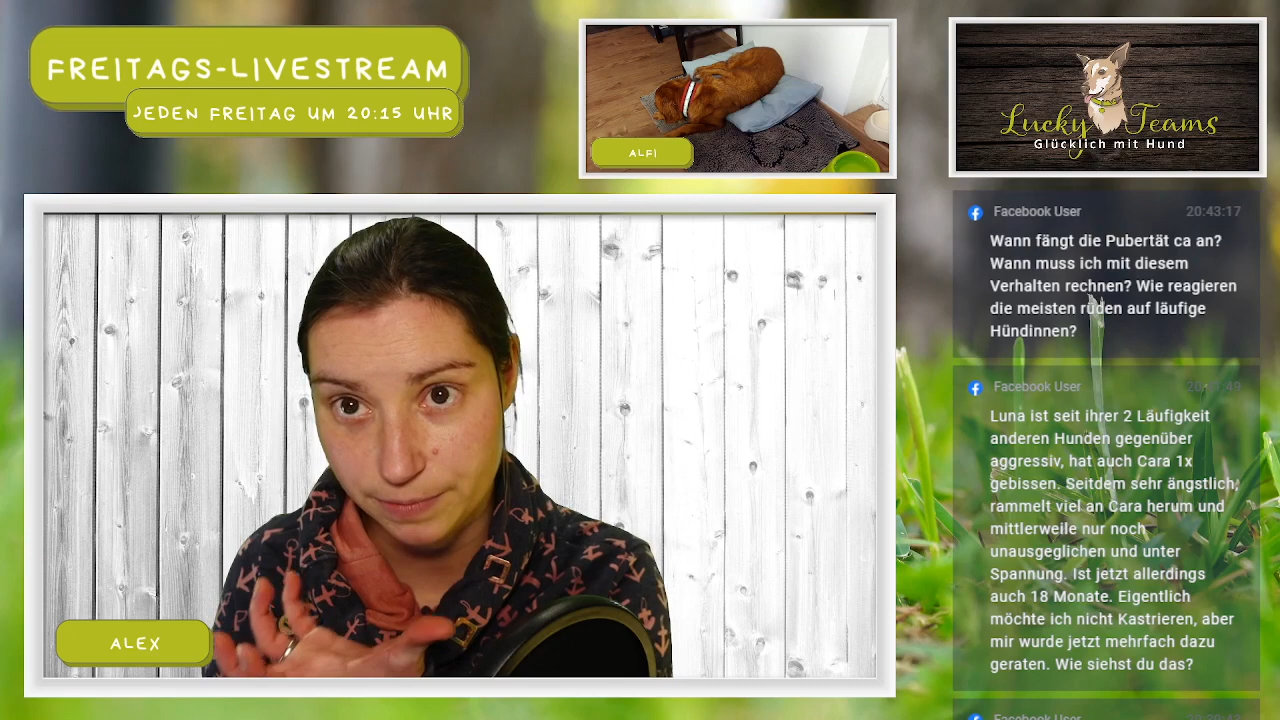 FREITAGS-LIVESTREAM
JEDEN FREITAG UM 20:15 UHR
ALFI
Lucky Teams
Glücklich mit Hund
Facebook User 20:43:17
Wann fängt die Pubertät ca an?
Wann muss ich mit diesem
Verhalten rechnen? Wie reagieren
die meisten rüden auf läufige
Hündinnen?
Facebook User
Luna ist seit ihrer 2 Läufigkeit
anderen Hunden gegenüber
aggressiv, hat auch Cara 1x
gebissen. Seitdem sehr ängstlich,
rammelt viel an Cara herum und
mittlerweile nur noch
unausgeglichen und unter
Spannung. Ist jetzt allerdings
auch 18 Monate. Eigentlich
möchte ich nicht Kastrieren, aber
mir wurde jetzt mehrfach dazu
geraten. Wie siehst du das?
Facebook User
ALEX